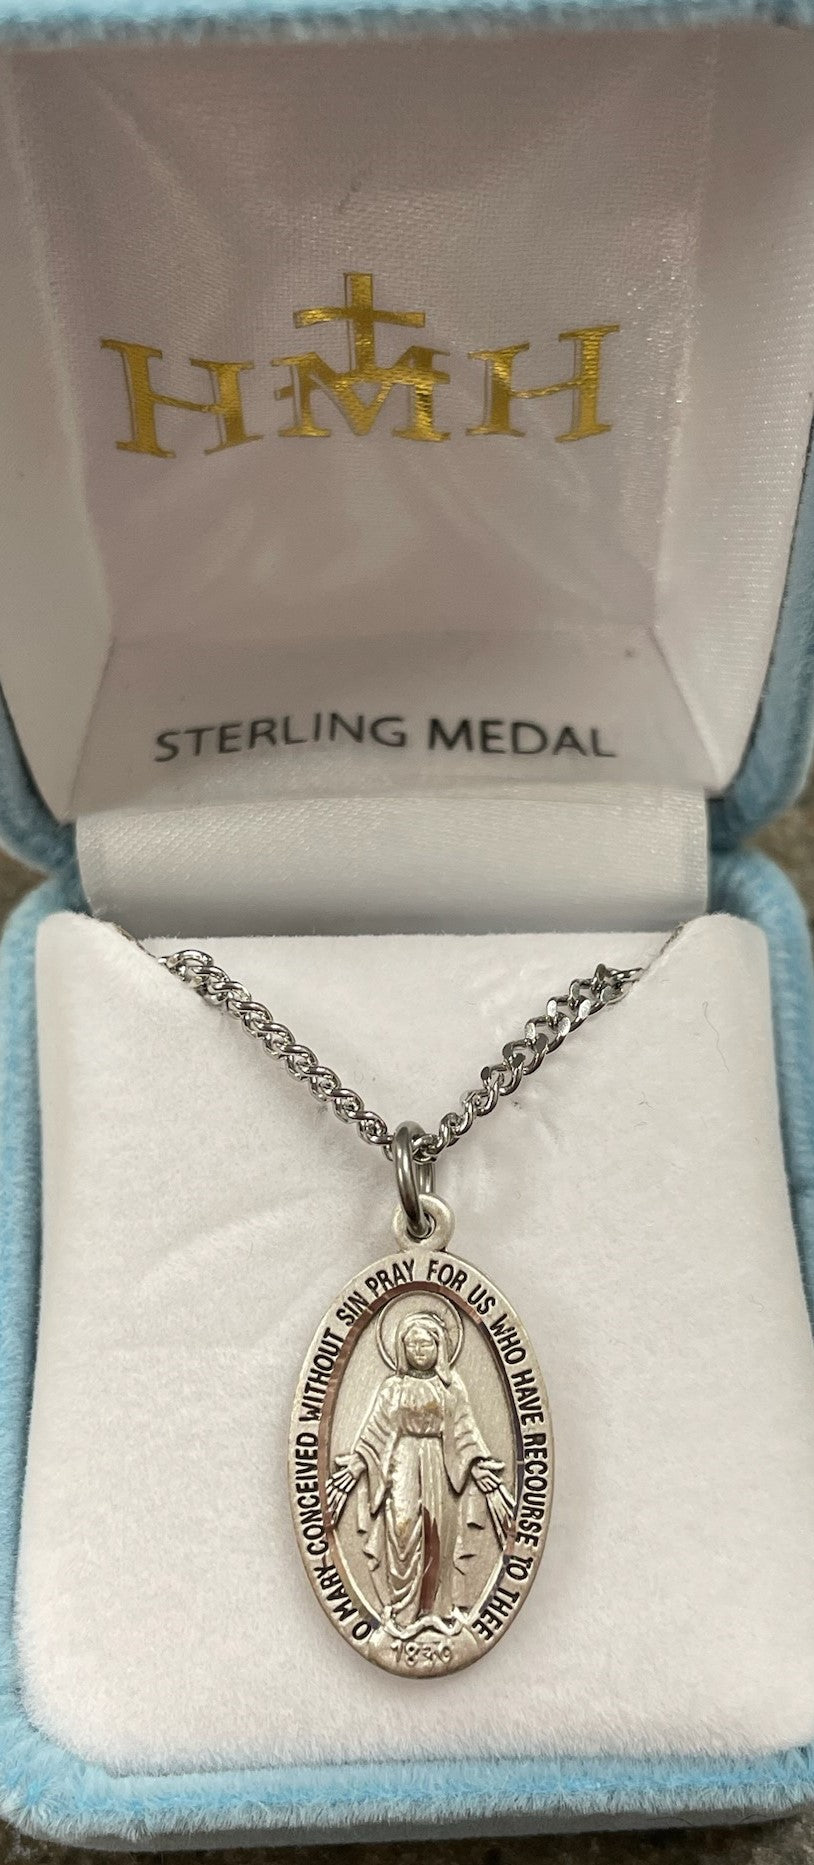 HMH
STERLING MEDAL
O MARY CONCEIVED WITHOUT SIN PRAY FOR US WHO HAVE RECOURSE TO THEE
1830